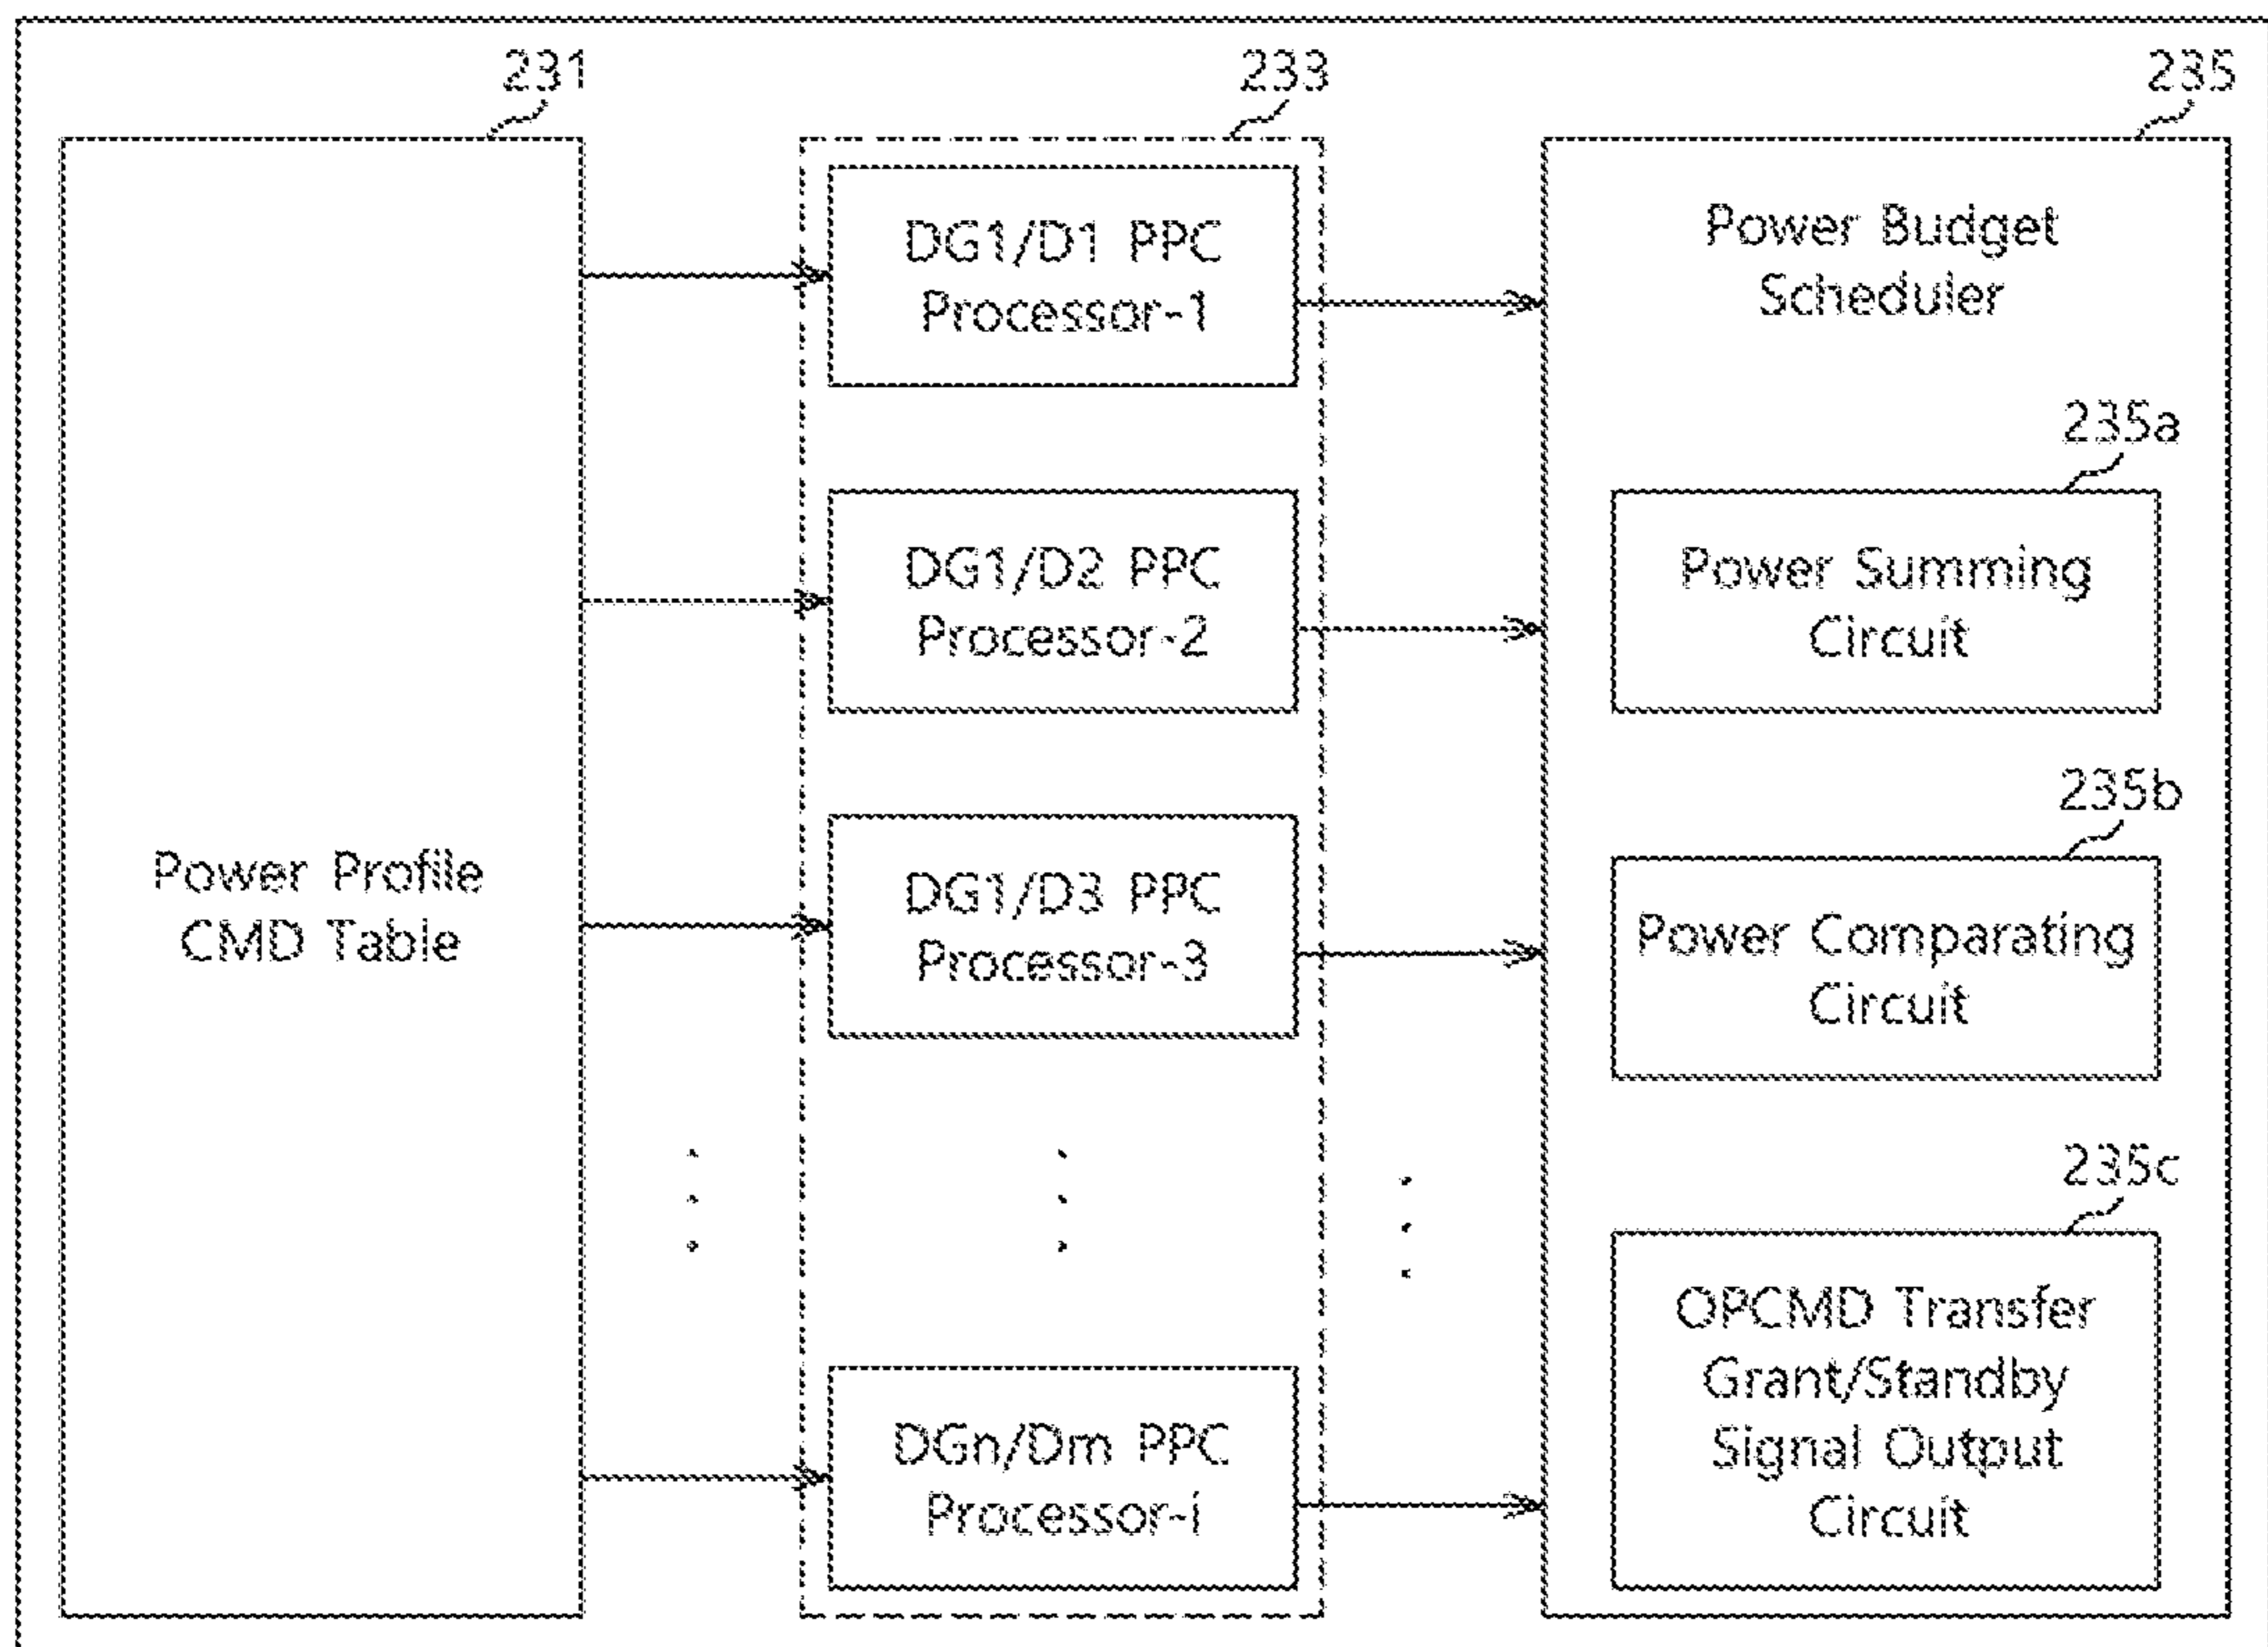 231
233
235
Power Profile
CMD Table
DG1/D1 PPC
Processor-1
DG1/D2 PPC
Processor-2
DG1/D3 PPC
Processor-3
DGn/Dm PPC
Processor-i
Power Budget
Scheduler
235a
Power Summing
Circuit
235b
Power Comparating
Circuit
235c
OPCMD Transfer
Grant/Standby
Signal Output
Circuit